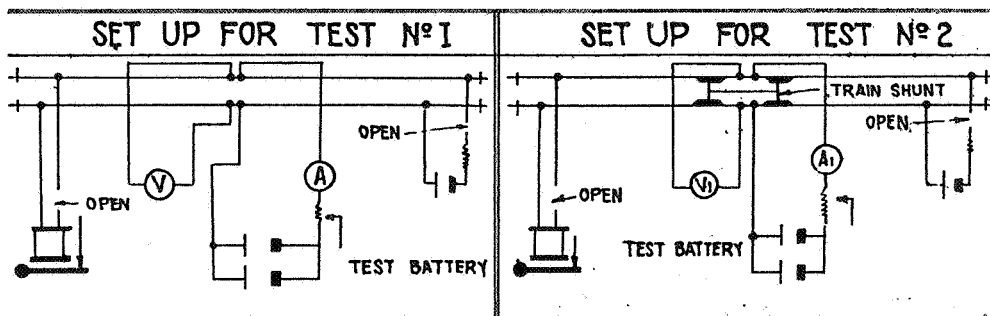 SET UP FOR TEST Nº 1
OPEN
V
A
OPEN
TEST BATTERY
SET UP FOR TEST Nº 2
TRAIN SHUNT
OPEN
A1
V1
OPEN
TEST BATTERY